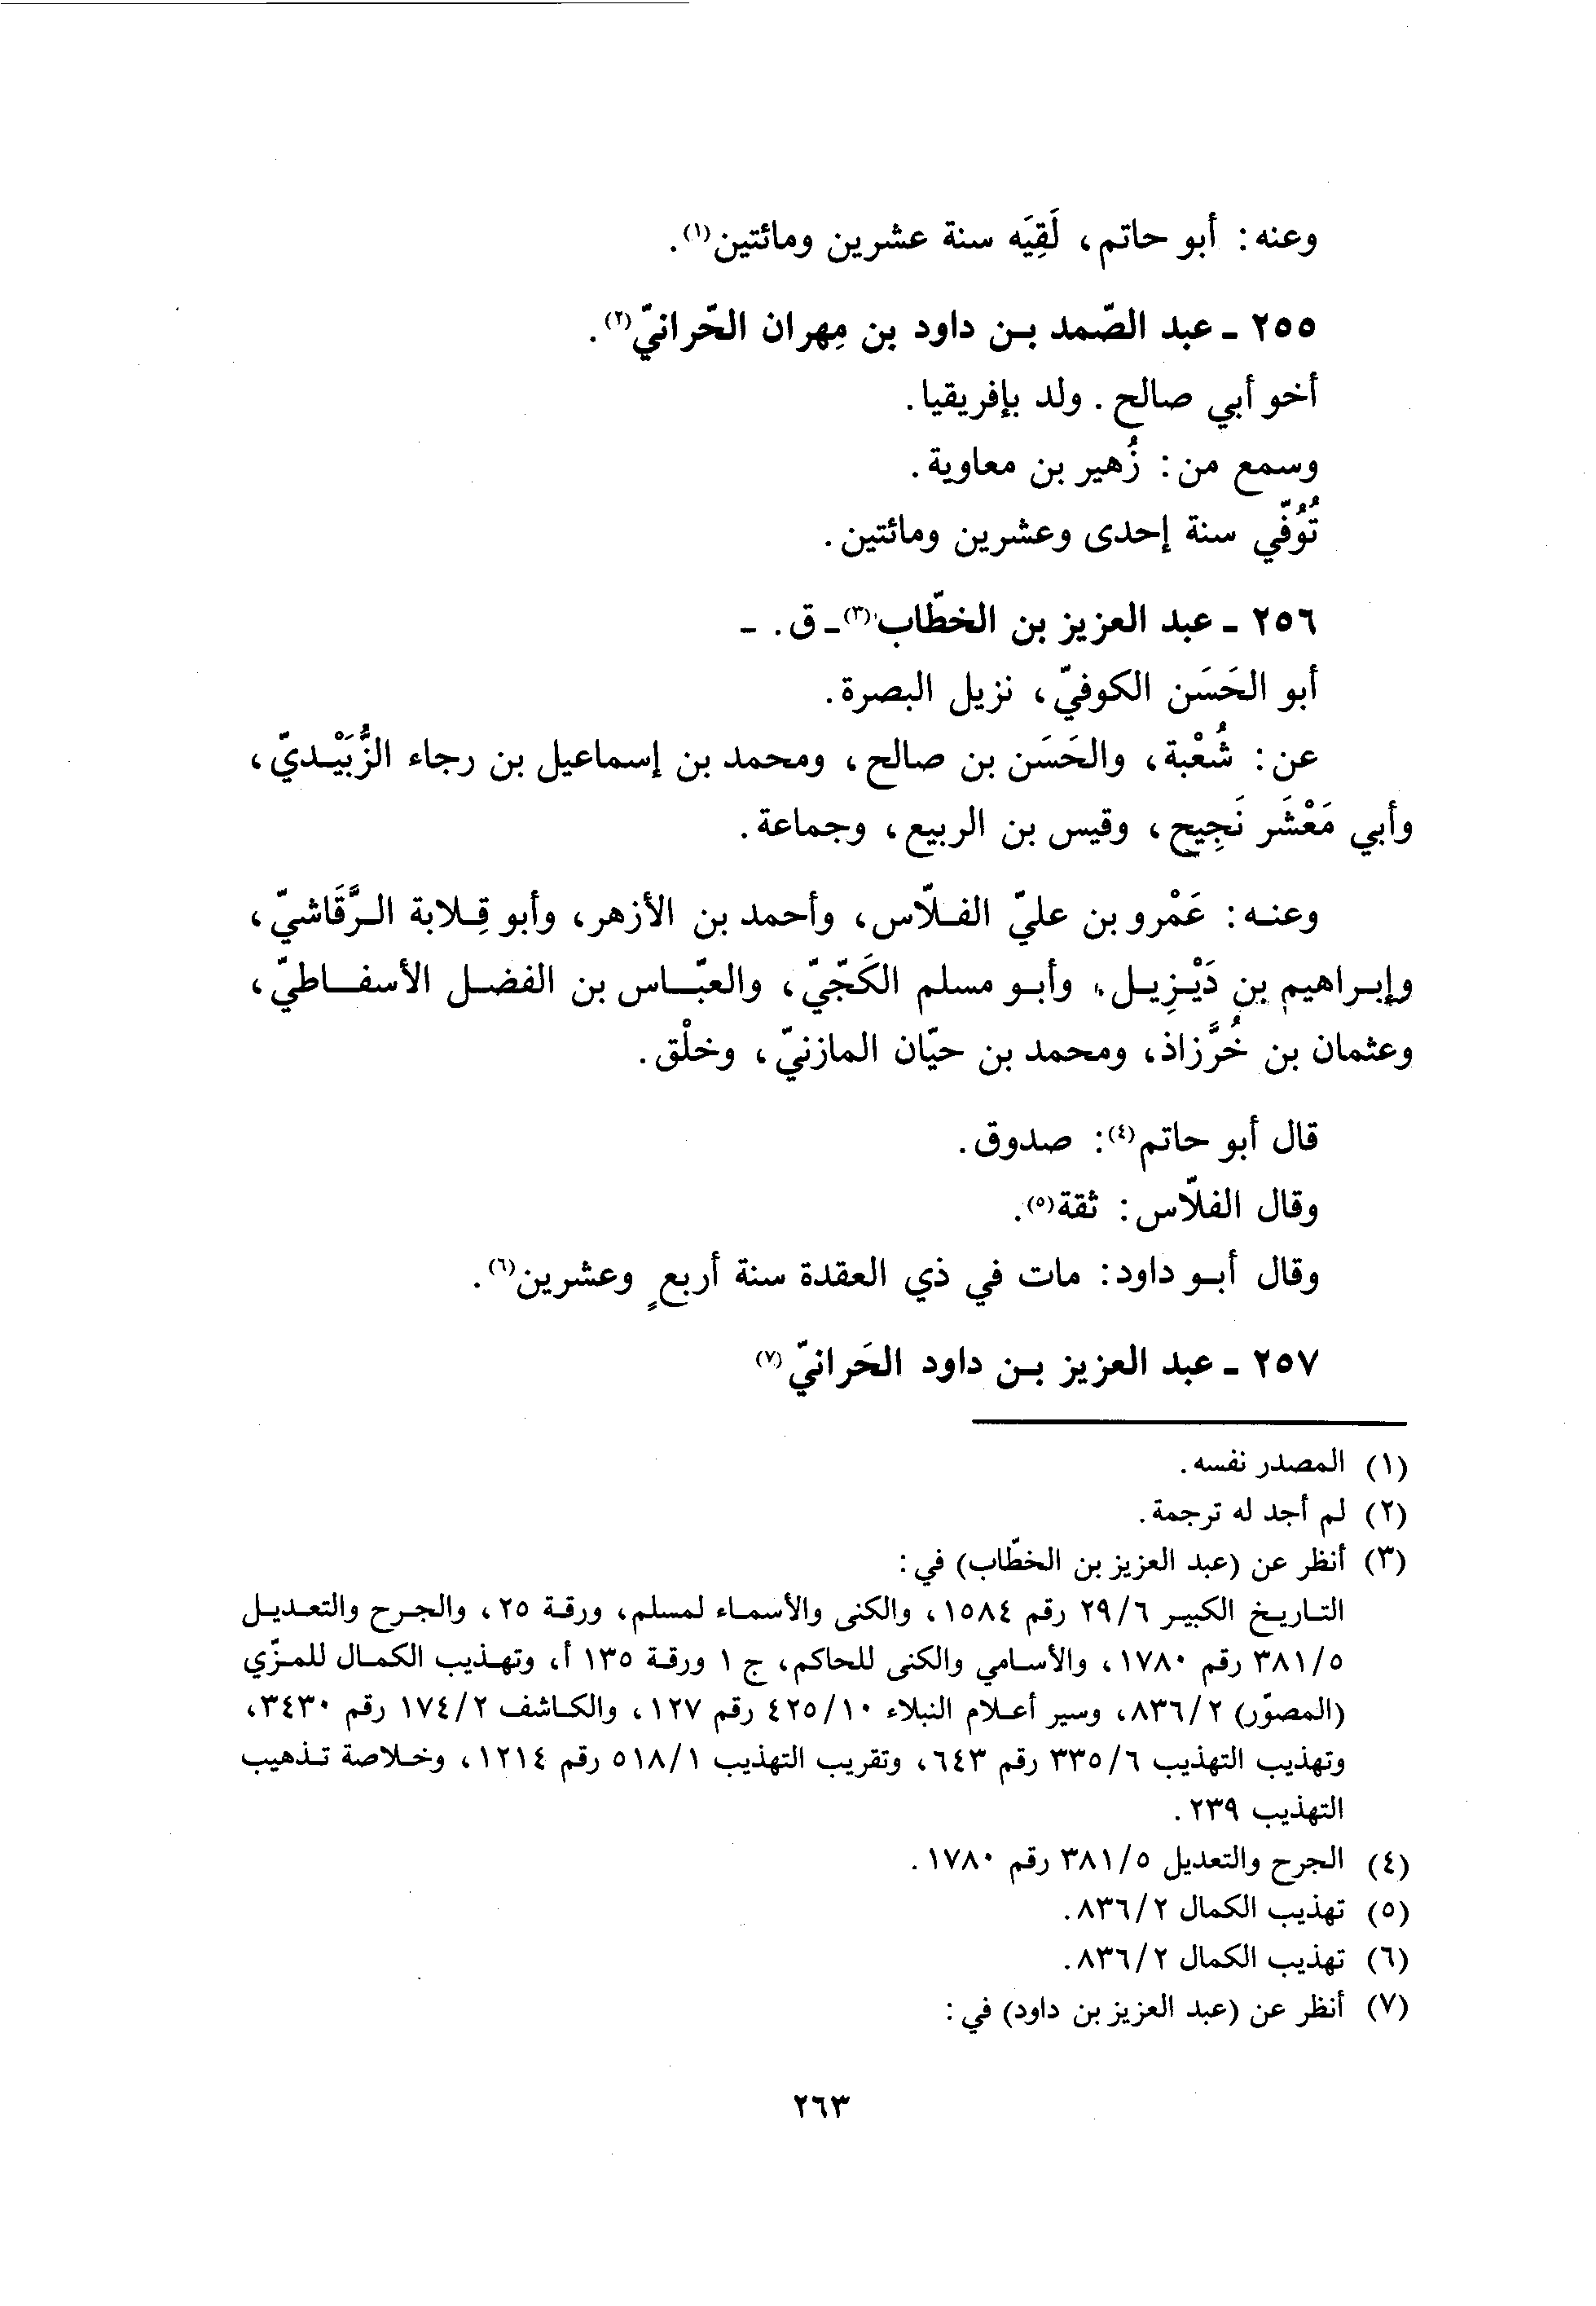 وعنه: أبو حاتم، لَقِيَه سنة عشرين ومائتين(١).
٢٥٥ ـ عبد الصّمد بن داود بن مِهران الحّرانيّ(٢).
أخو أبي صالح. ولد بإفريقيا.
وسمع من: زُهير بن معاوية.
تُوُفّي سنة إحدى وعشرين ومائتين.
٢٥٦ ـ عبد العزيز بن الخطّاب(٣) ـ ق. ـ
أبو الحَسَن الكوفيّ، نزيل البصرة.
عن: شُعْبة، والحَسَن بن صالح، ومحمد بن إسماعيل بن رجاء الزُّبَيْديّ،
وأبي مَعْشَر نَجِيح، وقيس بن الربيع، وجماعة.
وعنه: عَمْرو بن عليّ الفلّاس، وأحمد بن الأزهر، وأبو قِلابة الرَّقَاشيّ،
وإبراهيم بن دَيْزِيل، وأبو مسلم الكَجّيّ، والعبّاس بن الفضل الأسفاطيّ،
وعثمان بن خُرَّزاذ، ومحمد بن حيّان المازنيّ، وخلْق.
قال أبو حاتم(٤): صدوق.
وقال الفلّاس: ثقة(٥).
وقال أبو داود: مات في ذي العقدة سنة أربعٍ وعشرين(٦).
٢٥٧ ـ عبد العزيز بن داود الحَرانيّ(٧)
(١) المصدر نفسه.
(٢) لم أجد له ترجمة.
(٣) أنظر عن (عبد العزيز بن الخطّاب) في:
التاريخ الكبير ٢٩/٦ رقم ١٥٨٤، والكنى والأسماء لمسلم، ورقة ٢٥، والجرح والتعديل
٣٨١/٥ رقم ١٧٨٠، والأسامي والكنى للحاكم، ج ١ ورقة ١٣٥ أ، وتهذيب الكمال للمزّي
(المصوّر) ٨٣٦/٢، وسير أعلام النبلاء ٤٢٥/١٠ رقم ١٢٧، والكاشف ١٧٤/٢ رقم ٣٤٣٠،
وتهذيب التهذيب ٣٣٥/٦ رقم ٦٤٣، وتقريب التهذيب ٥١٨/١ رقم ١٢١٤، وخلاصة تذهيب
التهذيب ٢٣٩.
(٤) الجرح والتعديل ٣٨١/٥ رقم ١٧٨٠.
(٥) تهذيب الكمال ٨٣٦/٢.
(٦) تهذيب الكمال ٨٣٦/٢.
(٧) أنظر عن (عبد العزيز بن داود) في:
٢٦٣